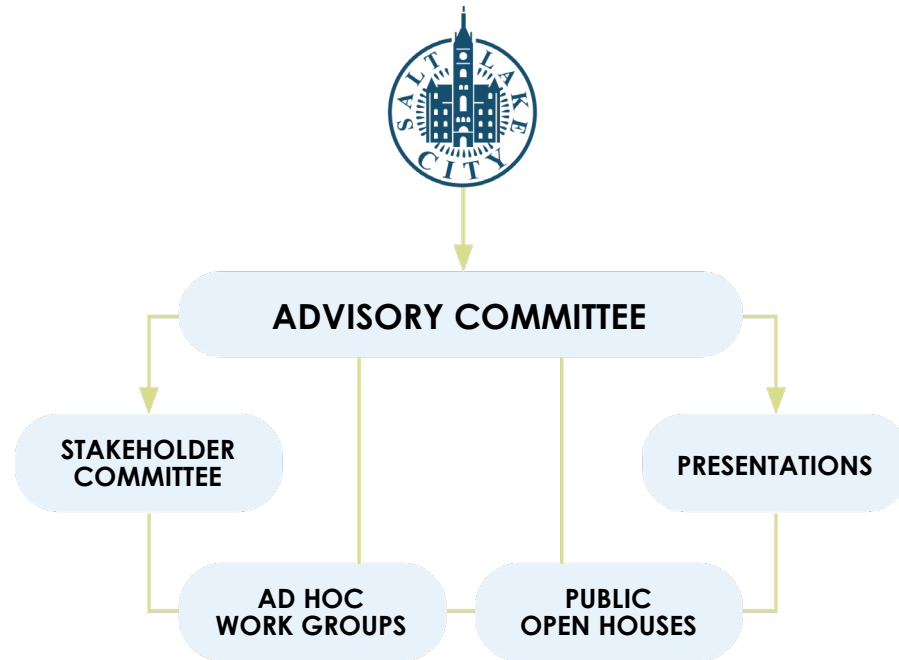 SALT LAKE
CITY
ADVISORY COMMITTEE
STAKEHOLDER
COMMITTEE
PRESENTATIONS
AD HOC
WORK GROUPS
PUBLIC
OPEN HOUSES